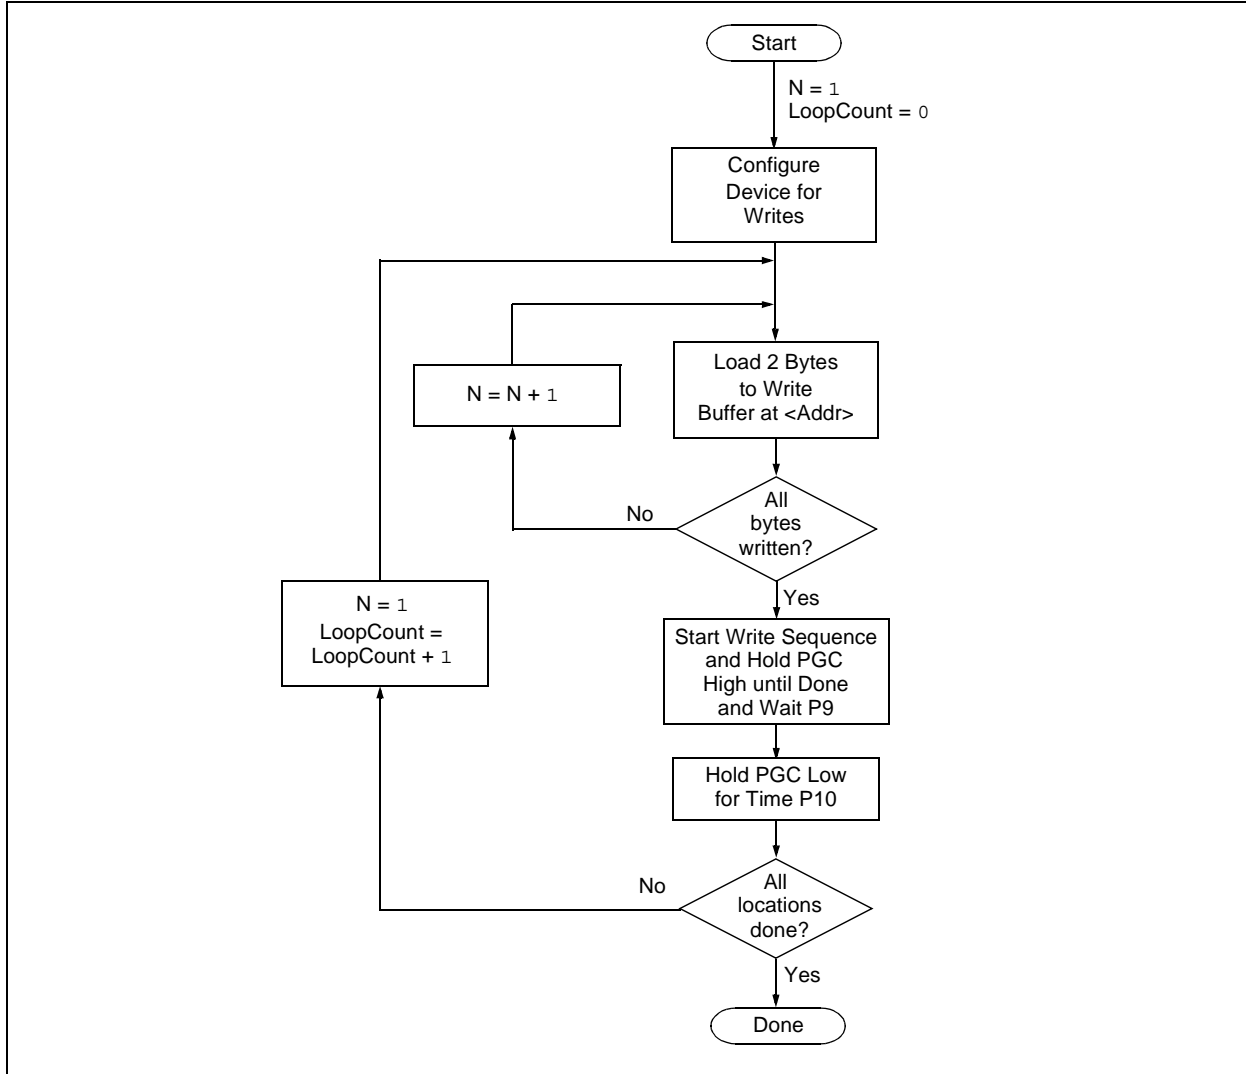 Start
N = 1
LoopCount = 0
Configure
Device for
Writes
Load 2 Bytes
to Write
Buffer at <Addr>
N = N + 1
All
bytes
written?
No
Yes
N = 1
LoopCount =
LoopCount + 1
Start Write Sequence
and Hold PGC
High until Done
and Wait P9
Hold PGC Low
for Time P10
All
locations
done?
No
Yes
Done